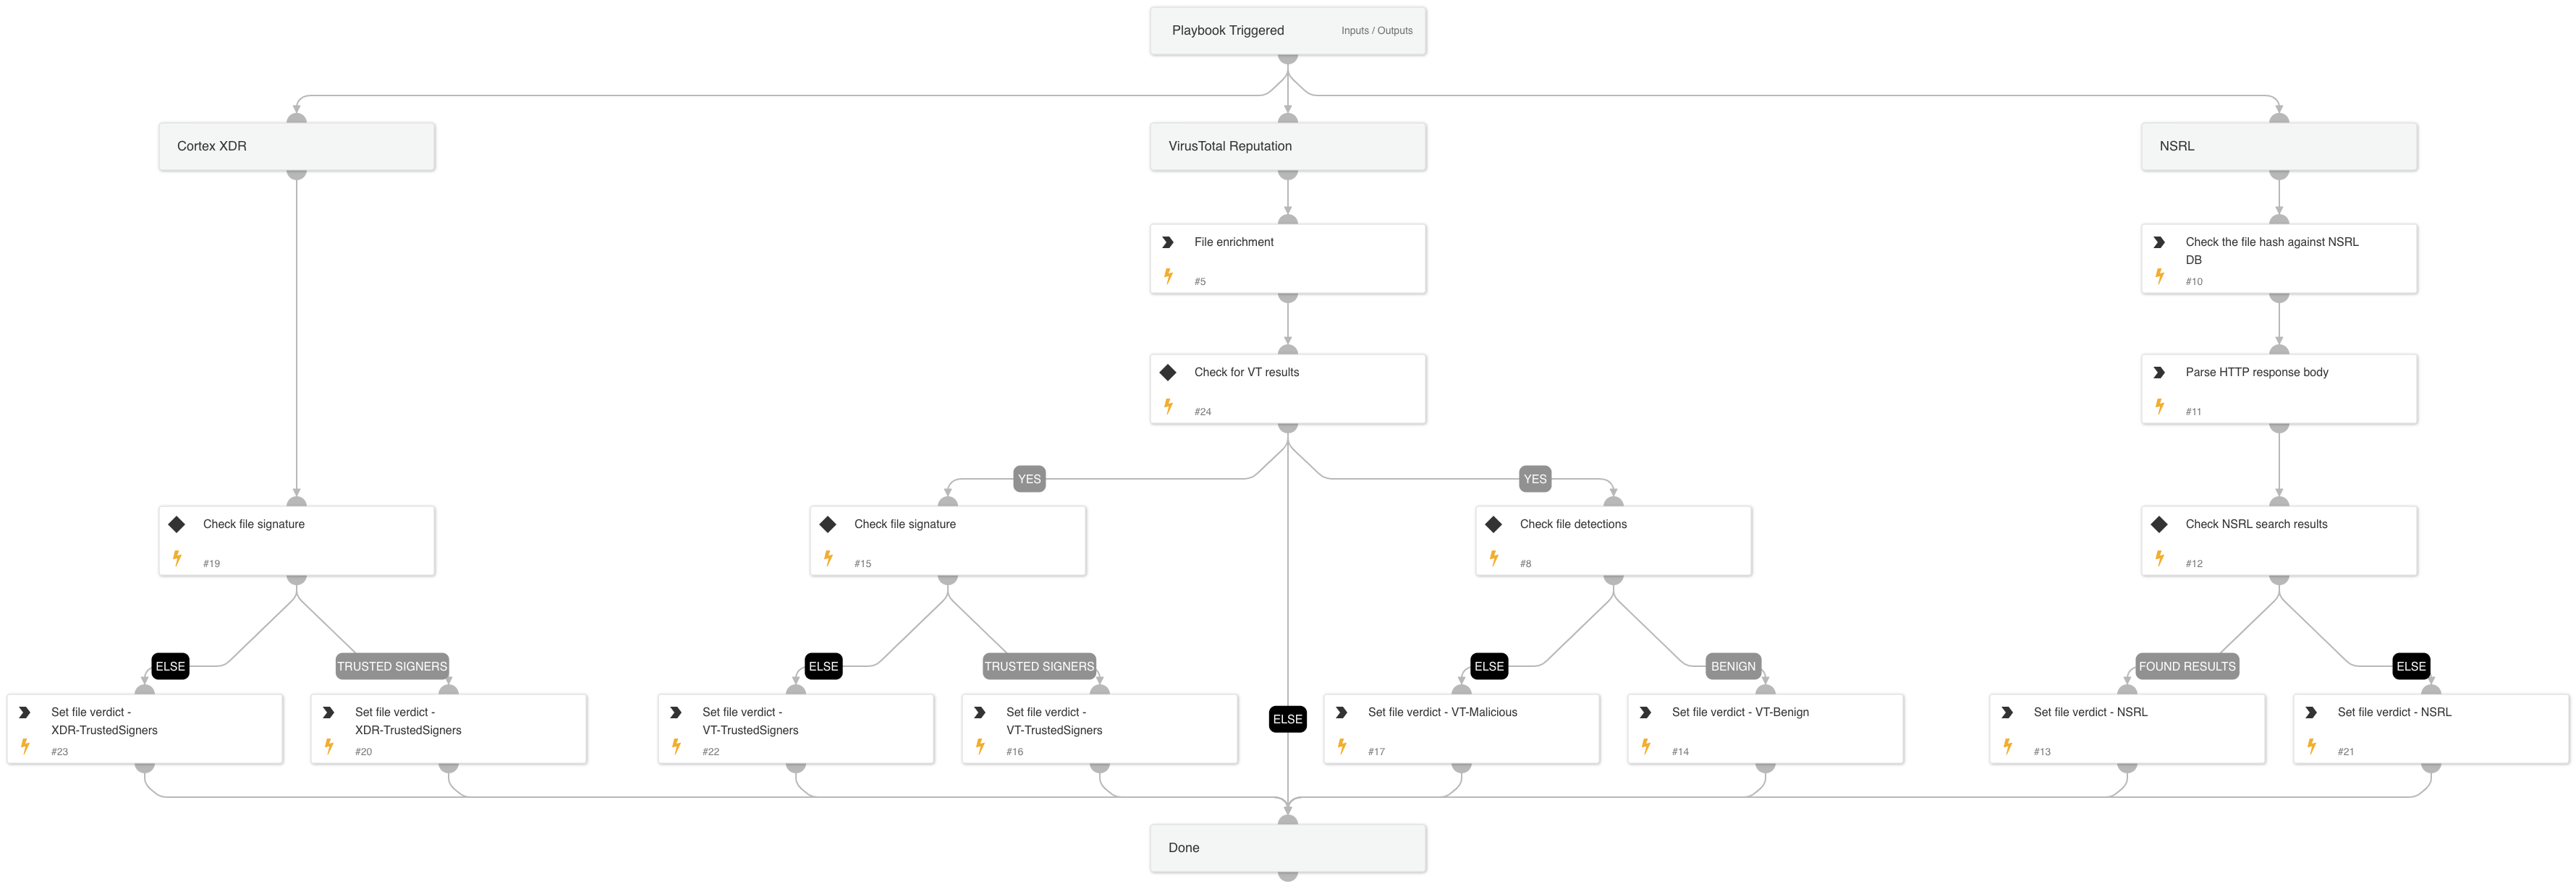 Playbook Triggered
Inputs / Outputs
Cortex XDR
VirusTotal Reputation
NSRL
File enrichment
#5
Check the file hash against NSRL
DB
#10
Check for VT results
#24
Parse HTTP response body
#11
YES
YES
Check file signature
#19
Check file signature
#15
Check file detections
#8
Check NSRL search results
#12
ELSE
TRUSTED SIGNERS
ELSE
TRUSTED SIGNERS
ELSE
BENIGN
FOUND RESULTS
ELSE
ELSE
Set file verdict -
XDR-TrustedSigners
#23
Set file verdict -
XDR-TrustedSigners
#20
Set file verdict -
VT-TrustedSigners
#22
Set file verdict -
VT-TrustedSigners
#16
Set file verdict - VT-Malicious
#17
Set file verdict - VT-Benign
#14
Set file verdict - NSRL
#13
Set file verdict - NSRL
#21
Done